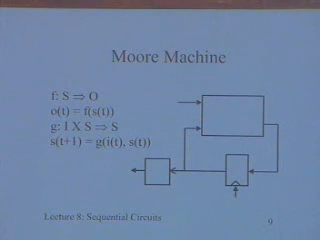 Moore Machine
f: S ⇒ O
o(t) = f(s(t))
g: I X S ⇒ S
s(t+1) = g(i(t), s(t))
Lecture 8: Sequential Circuits
9